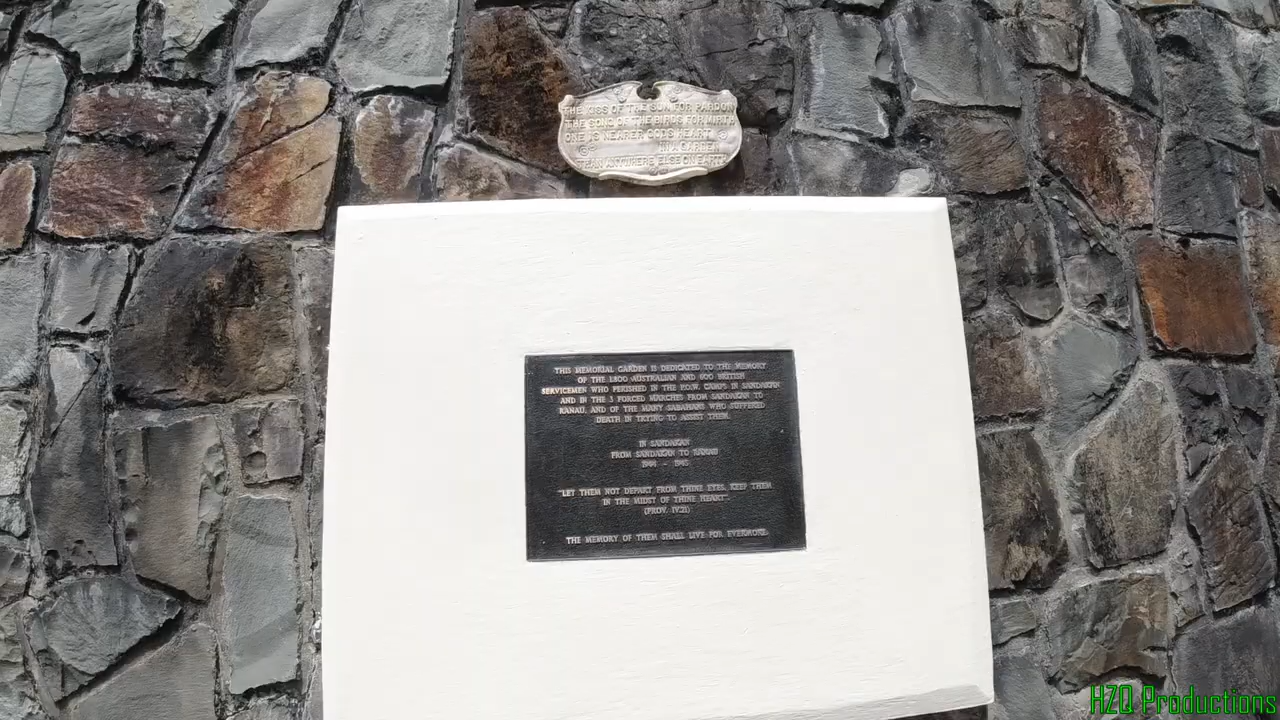 THE KISS OF THE SUN FOR PARDON
THE SONG OF THE BIRDS FOR MIRTH
ONE IS NEARER GODS HEART
IN A GARDEN
THAN ANYWHERE ELSE ON EARTH
THIS MEMORIAL GARDEN IS DEDICATED TO THE MEMORY
OF THE 1,800 AUSTRALIAN AND 600 BRITISH
SERVICEMEN WHO PERISHED IN THE P.O.W. CAMPS IN SANDAKAN
AND IN THE 3 FORCED MARCHES FROM SANDAKAN TO
RANAU, AND OF THE MANY SABAHANS WHO SUFFERED
DEATH IN TRYING TO ASSIST THEM.
IN SANDAKAN
FROM SANDAKAN TO RANAU
1944 - 1945
"LET THEM NOT DEPART FROM THINE EYES, KEEP THEM
IN THE MIDST OF THINE HEART".
(PROV. IV.21)
THE MEMORY OF THEM SHALL LIVE FOR EVERMORE.
HZQ Productions